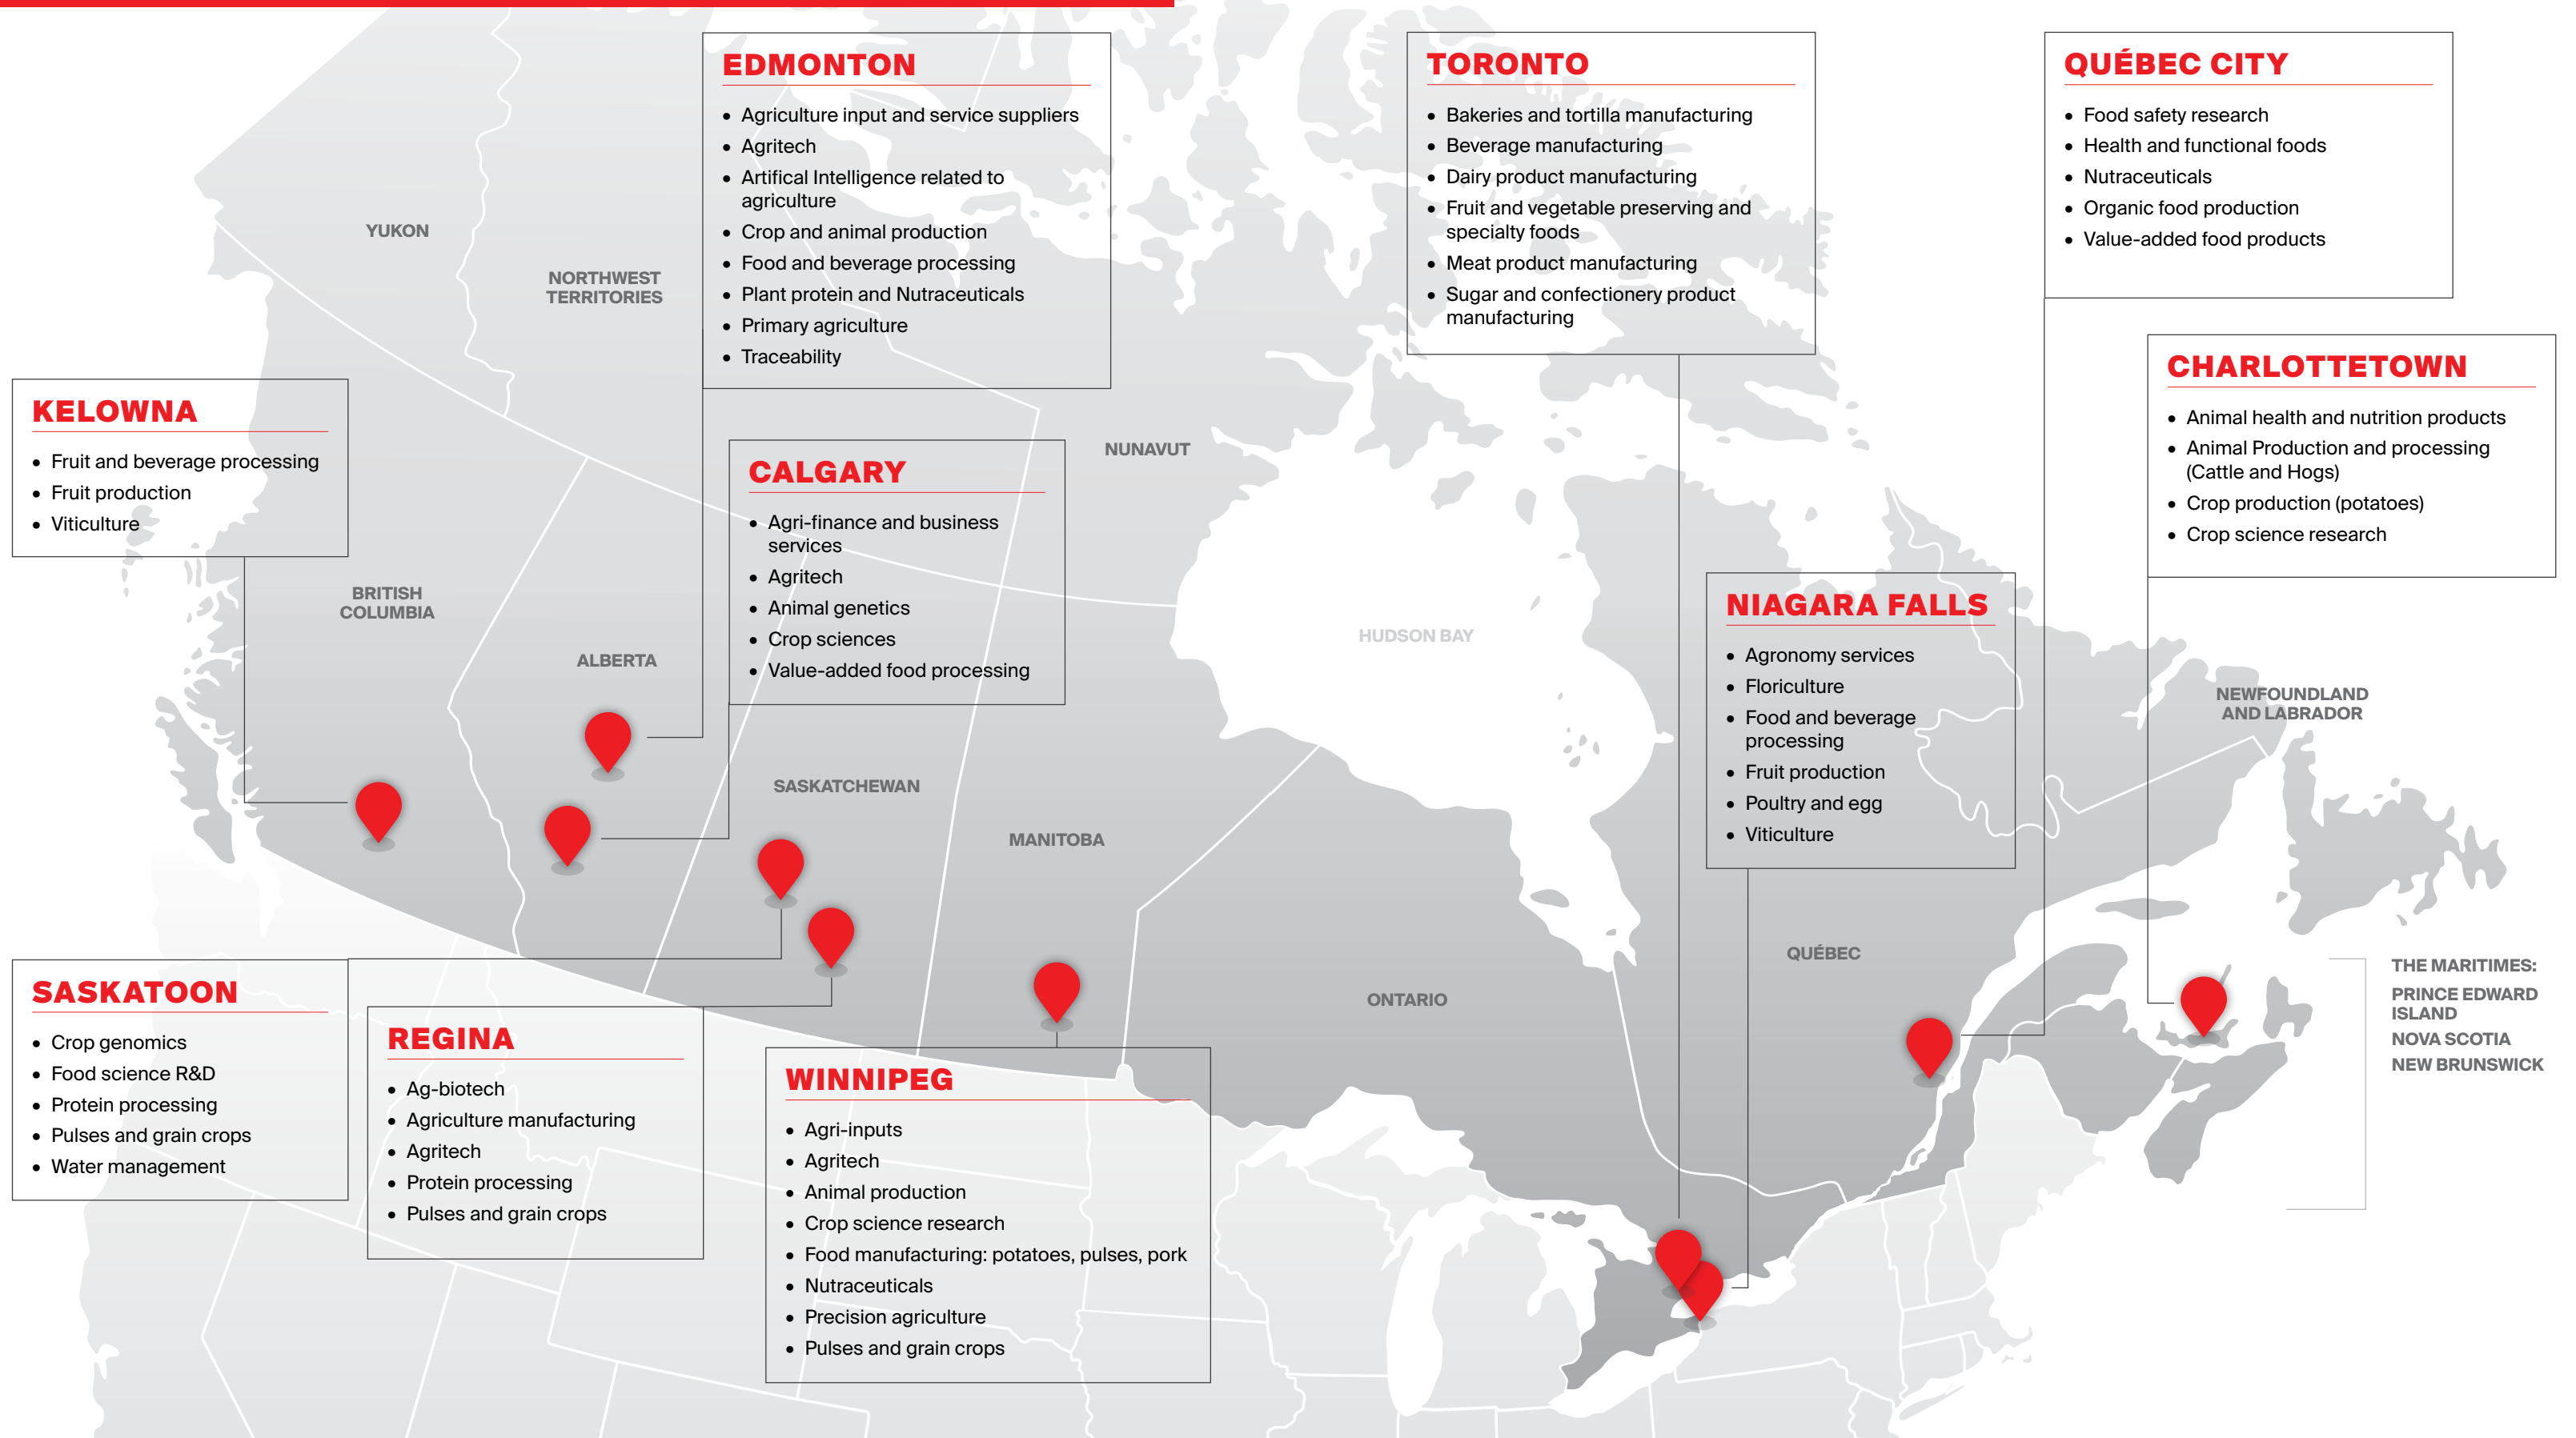 EDMONTON
• Agriculture input and service suppliers
• Agritech
• Artifical Intelligence related to
agriculture
• Crop and animal production
• Food and beverage processing
• Plant protein and Nutraceuticals
• Primary agriculture
• Traceability
TORONTO
• Bakeries and tortilla manufacturing
• Beverage manufacturing
• Dairy product manufacturing
• Fruit and vegetable preserving and
specialty foods
• Meat product manufacturing
• Sugar and confectionery product
manufacturing
QUÉBEC CITY
• Food safety research
• Health and functional foods
• Nutraceuticals
• Organic food production
• Value-added food products
YUKON
NORTHWEST
TERRITORIES
KELOWNA
• Fruit and beverage processing
• Fruit production
• Viticulture
CALGARY
• Agri-finance and business
services
• Agritech
• Animal genetics
• Crop sciences
• Value-added food processing
NUNAVUT
CHARLOTTETOWN
• Animal health and nutrition products
• Animal Production and processing
(Cattle and Hogs)
• Crop production (potatoes)
• Crop science research
BRITISH
COLUMBIA
ALBERTA
HUDSON BAY
NIAGARA FALLS
• Agronomy services
• Floriculture
• Food and beverage
processing
• Fruit production
• Poultry and egg
• Viticulture
NEWFOUNDLAND
AND LABRADOR
SASKATCHEWAN
MANITOBA
ONTARIO
QUÉBEC
THE MARITIMES:
PRINCE EDWARD
ISLAND
NOVA SCOTIA
NEW BRUNSWICK
SASKATOON
• Crop genomics
• Food science R&D
• Protein processing
• Pulses and grain crops
• Water management
REGINA
• Ag-biotech
• Agriculture manufacturing
• Agritech
• Protein processing
• Pulses and grain crops
WINNIPEG
• Agri-inputs
• Agritech
• Animal production
• Crop science research
• Food manufacturing: potatoes, pulses, pork
• Nutraceuticals
• Precision agriculture
• Pulses and grain crops